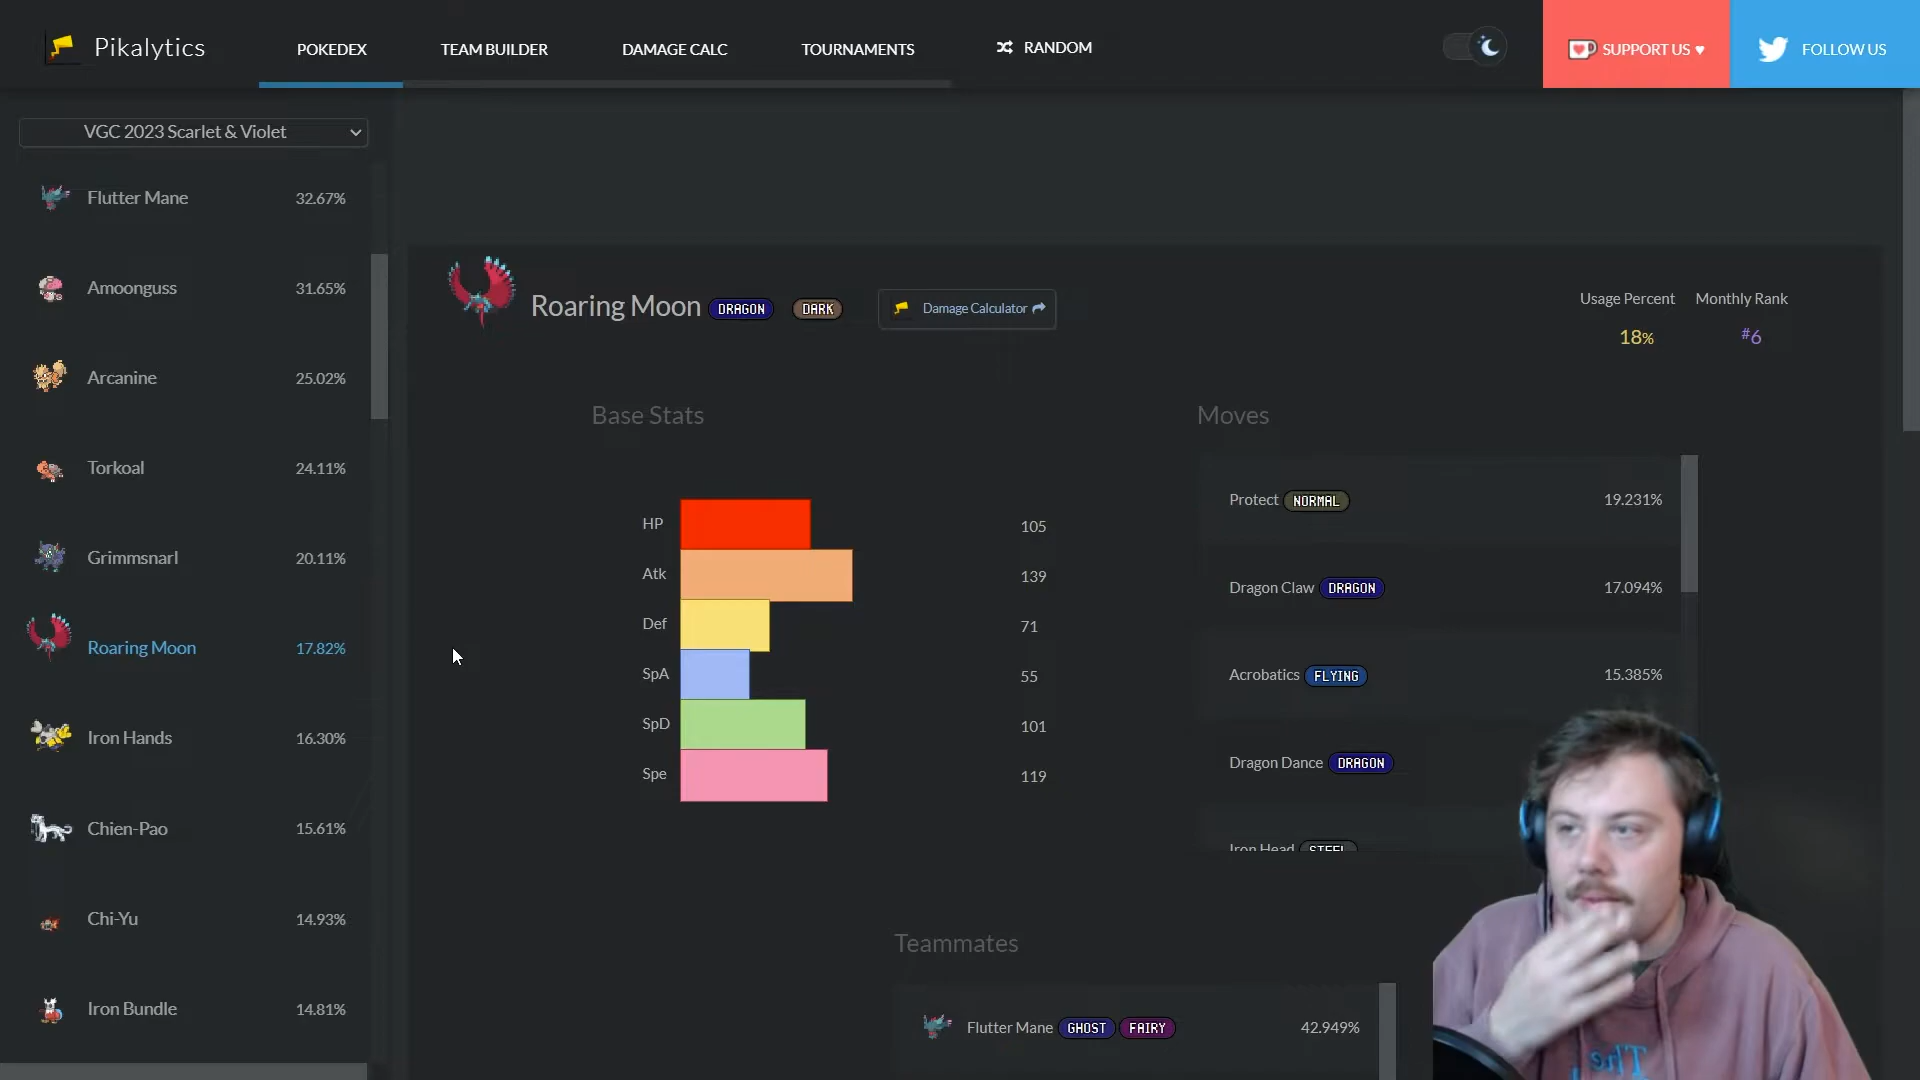 Pikalytics
POKEDEX
TEAM BUILDER
DAMAGE CALC
TOURNAMENTS
RANDOM
SUPPORT US ♥
FOLLOW US
VGC 2023 Scarlet & Violet
Flutter Mane 32.67%
Amoonguss 31.65%
Arcanine 25.02%
Torkoal 24.11%
Grimmsnarl 20.11%
Roaring Moon 17.82%
Iron Hands 16.30%
Chien-Pao 15.61%
Chi-Yu 14.93%
Iron Bundle 14.81%
Roaring Moon DRAGON DARK
Damage Calculator
Usage Percent Monthly Rank
18% #6
Base Stats
HP 105
Atk 139
Def 71
SpA 55
SpD 101
Spe 119
Moves
Protect NORMAL 19.231%
Dragon Claw DRAGON 17.094%
Acrobatics FLYING 15.385%
Dragon Dance DRAGON
Iron Head STEEL
Teammates
Flutter Mane GHOST FAIRY 42.949%
The